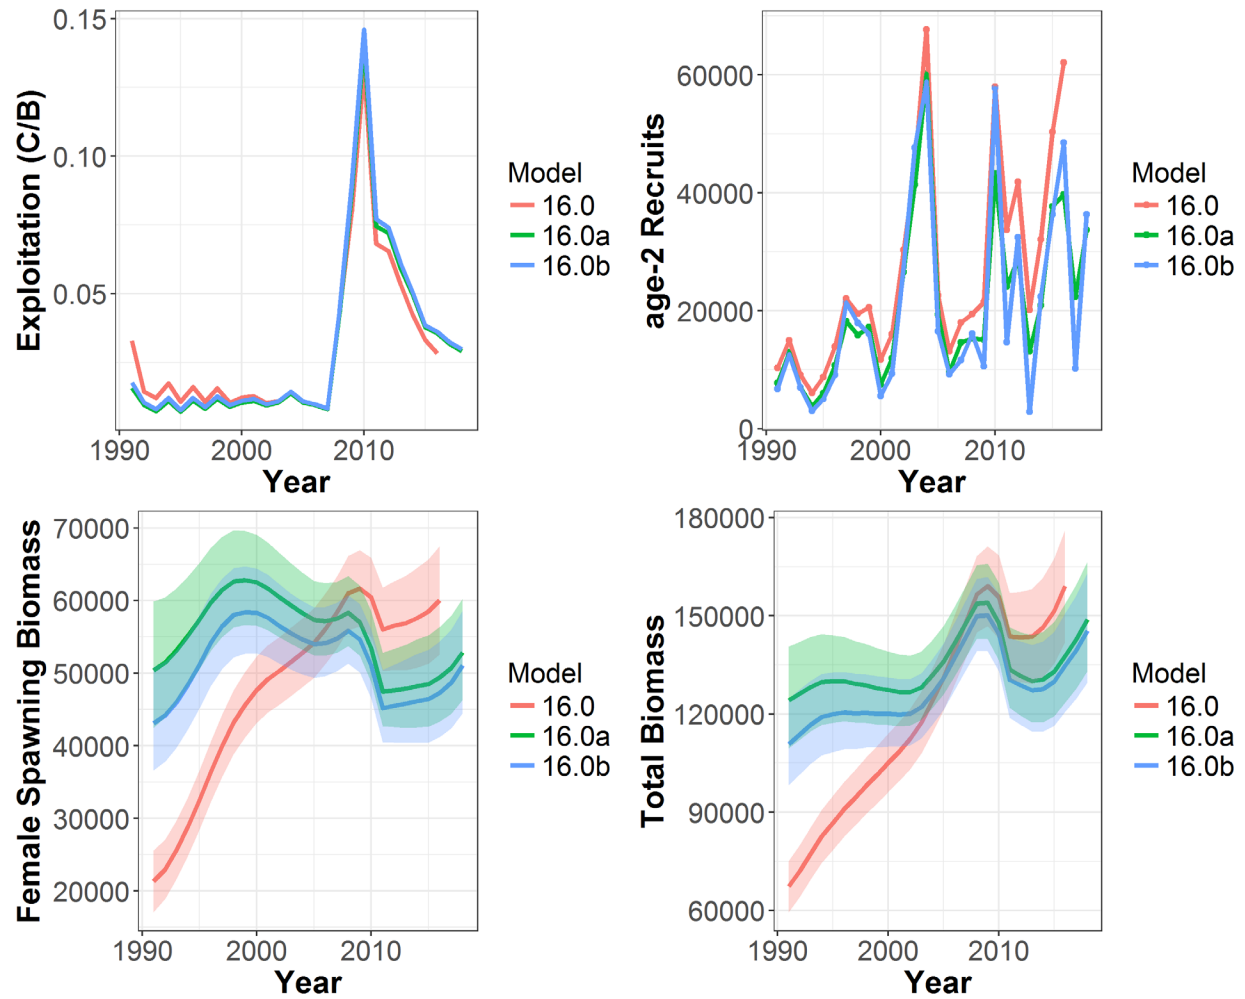 Exploitation (C/B)
0.15
0.10
0.05
1990 2000 2010
Year
Model
16.0
16.0a
16.0b
age-2 Recruits
60000
40000
20000
0
1990 2000 2010
Year
Model
16.0
16.0a
16.0b
Female Spawning Biomass
70000
60000
50000
40000
30000
20000
1990 2000 2010
Year
Model
16.0
16.0a
16.0b
Total Biomass
180000
150000
120000
90000
60000
1990 2000 2010
Year
Model
16.0
16.0a
16.0b